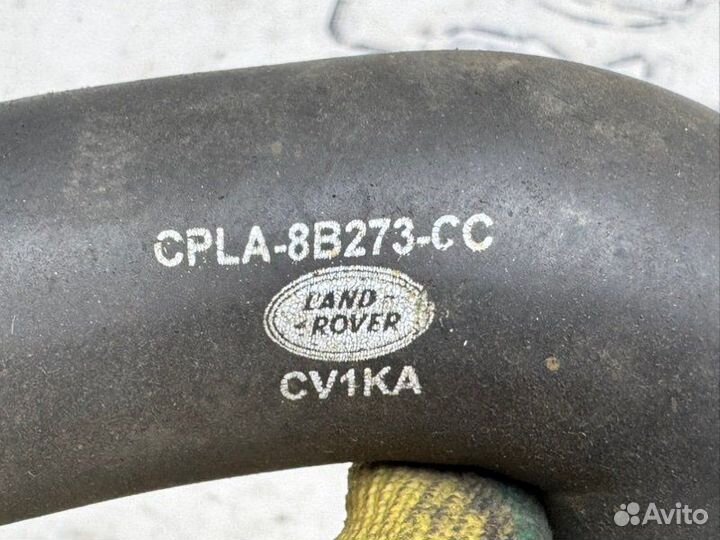 CPLA-8B273-CC
LAND-
-ROVER
CV1KA
Avito